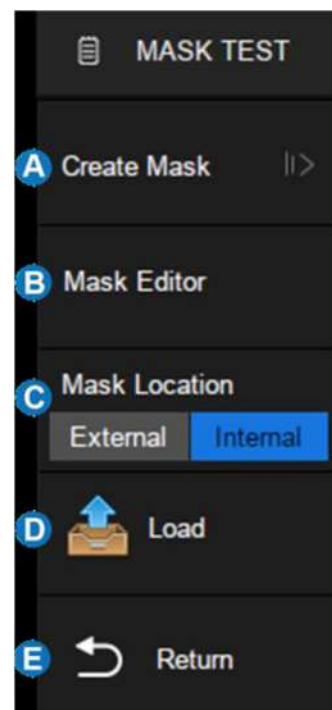 MASK TEST
A Create Mask
B Mask Editor
C Mask Location
External Internal
D Load
E Return